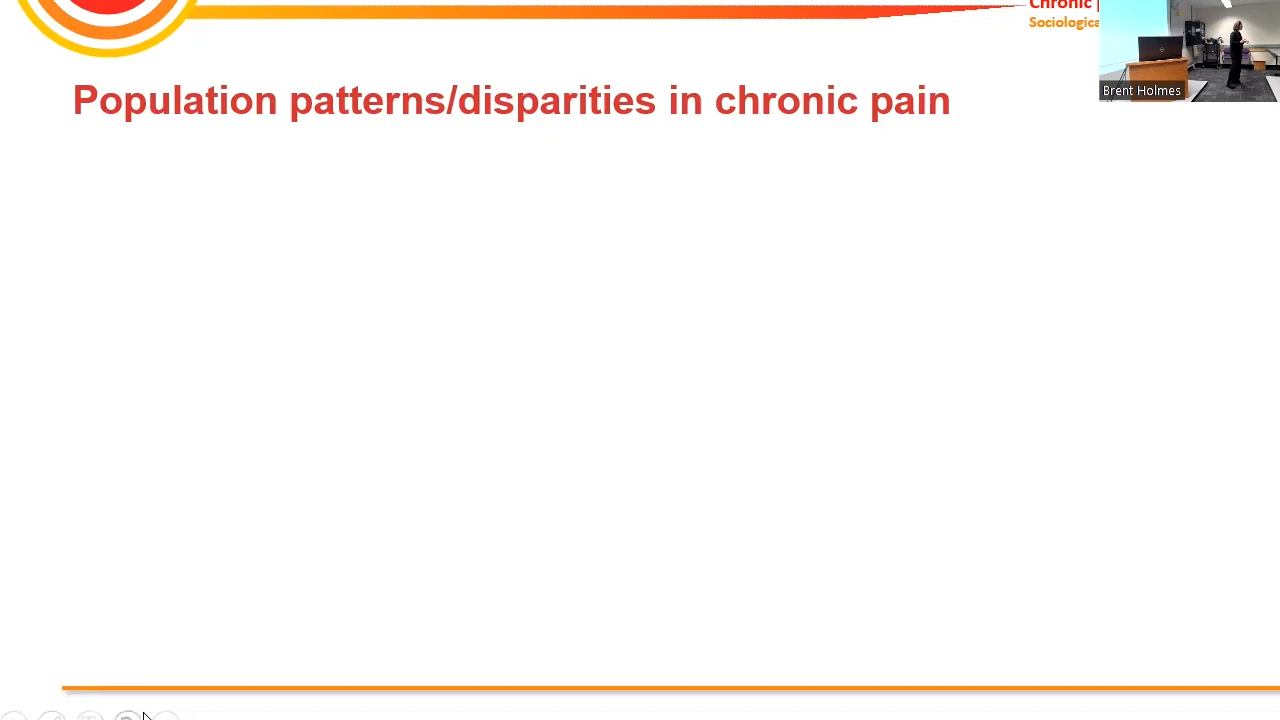 Chronic
Sociologica
Population patterns/disparities in chronic pain
Brent Holmes